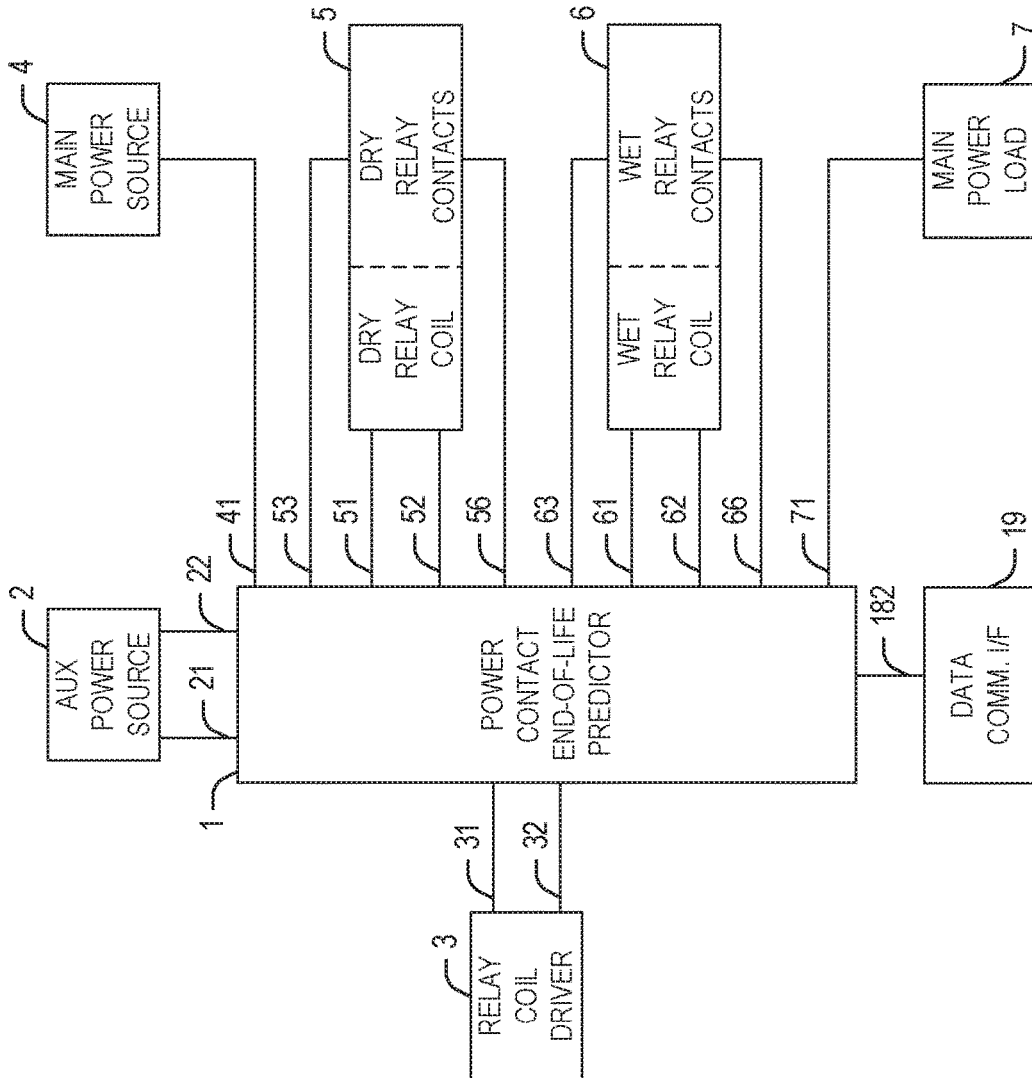 3
RELAY
COIL
DRIVER
31
32
1
2
AUX
POWER
SOURCE
21
22
POWER
CONTACT
END-OF-LIFE
PREDICTOR
182
19
DATA
COMM. I/F
71
66
62
61
63
56
52
51
53
41
5
DRY
RELAY
COIL
DRY
RELAY
CONTACTS
6
WET
RELAY
COIL
WET
RELAY
CONTACTS
4
MAIN
POWER
SOURCE
7
MAIN
POWER
LOAD